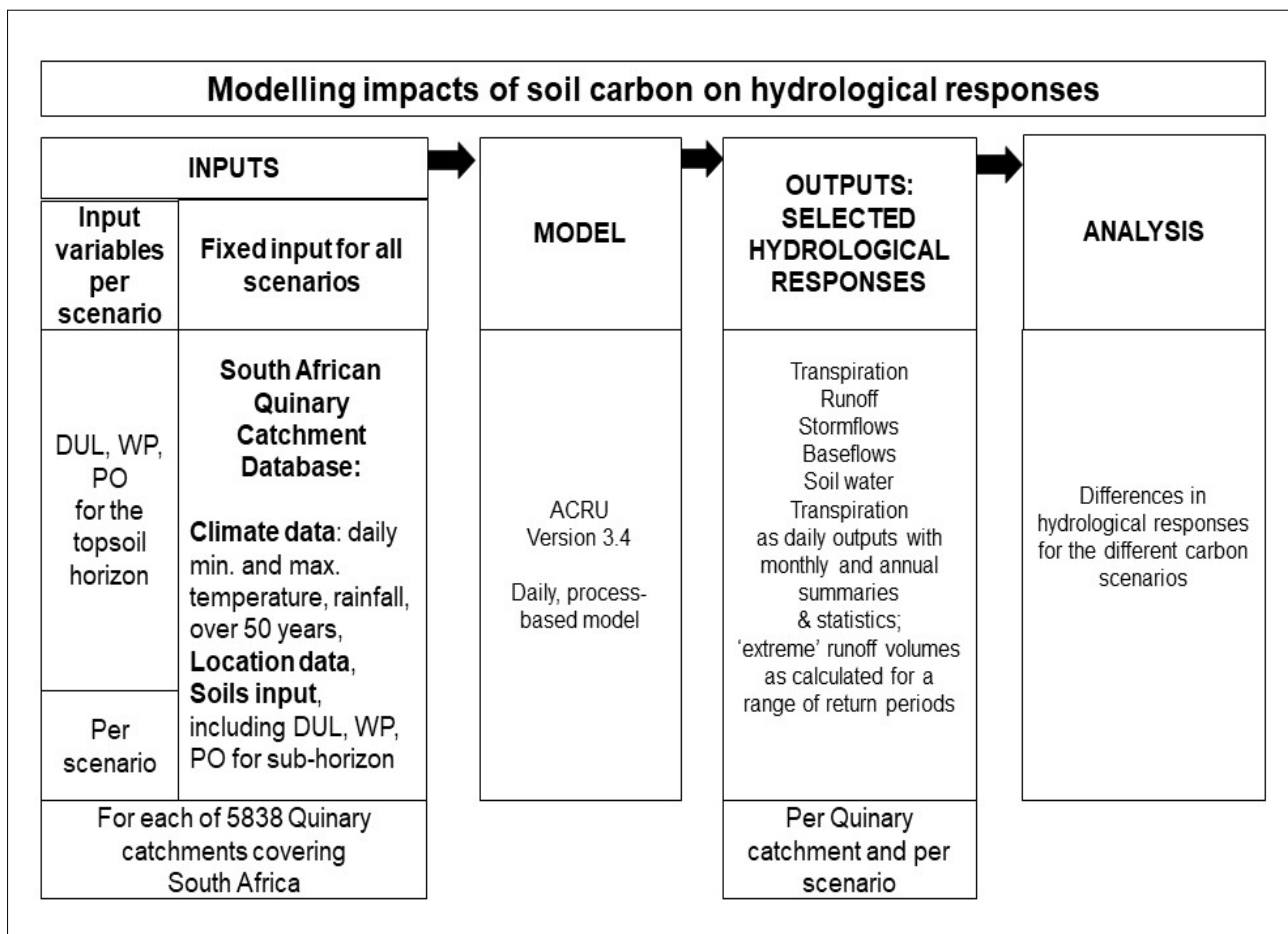 Modelling impacts of soil carbon on hydrological responses
INPUTS
Input
variables
per
scenario
Fixed input for all
scenarios
DUL, WP,
PO
for the
topsoil
horizon
Per
scenario
South African
Quinary
Catchment
Database:
Climate data: daily
min. and max.
temperature, rainfall,
over 50 years,
Location data,
Soils input,
including DUL, WP,
PO for sub-horizon
For each of 5838 Quinary
catchments covering
South Africa
MODEL
ACRU
Version 3.4
Daily, process-
based model
OUTPUTS:
SELECTED
HYDROLOGICAL
RESPONSES
Transpiration
Runoff
Stormflows
Baseflows
Soil water
Transpiration
as daily outputs with
monthly and annual
summaries
& statistics;
‘extreme’ runoff volumes
as calculated for a
range of return periods
Per Quinary
catchment and per
scenario
ANALYSIS
Differences in
hydrological responses
for the different carbon
scenarios